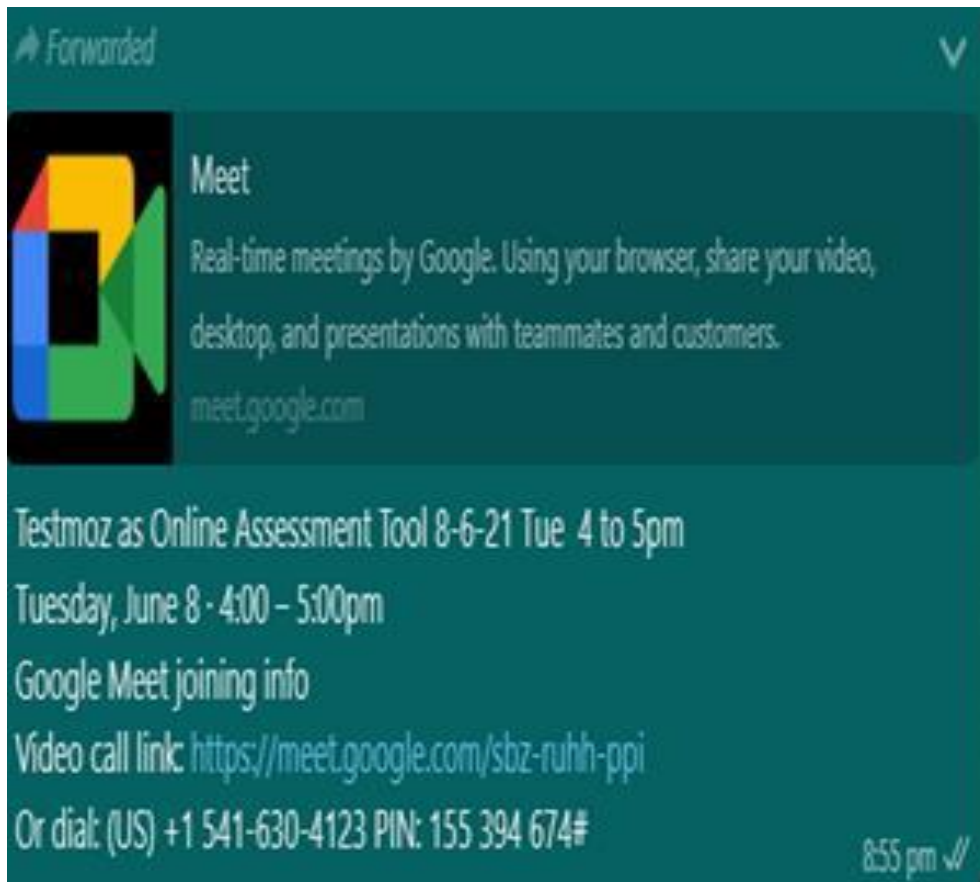 Forwarded
Meet
Real-time meetings by Google. Using your browser, share your video,
desktop, and presentations with teammates and customers.
meet.google.com
Testmoz as Online Assessment Tool 8-6-21 Tue 4 to 5pm
Tuesday, June 8 · 4:00 – 5:00pm
Google Meet joining info
Video call link: https://meet.google.com/sbz-ruhh-ppi
Or dial: (US) +1 541-630-4123 PIN: 155 394 674#
8:55 pm